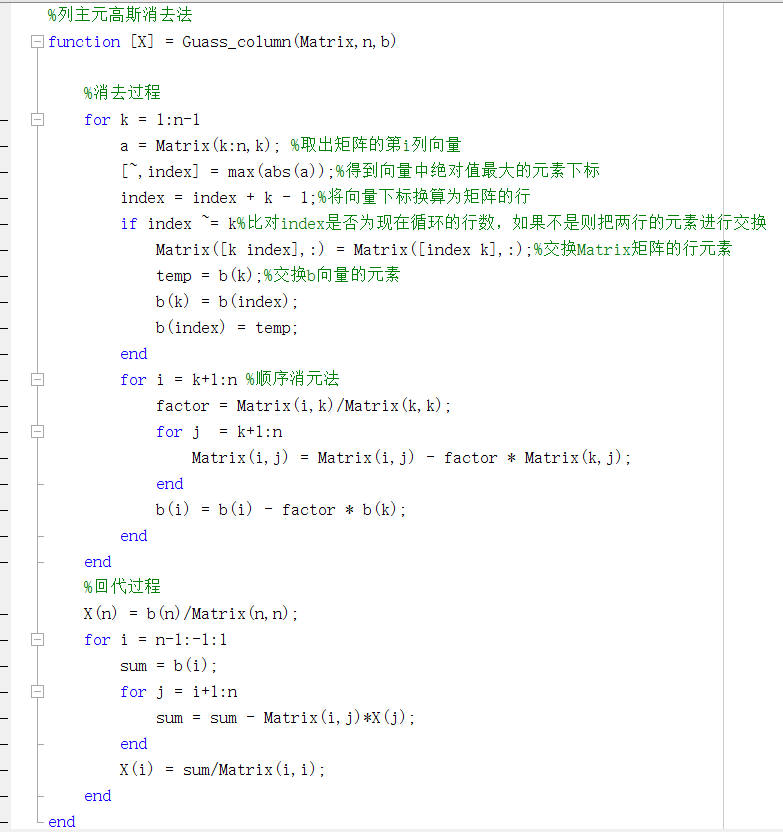 %列主元高斯消去法
function [X] = Guass_column(Matrix,n,b)
%消去过程
for k = 1:n-1
a = Matrix(k:n,k); %取出矩阵的第i列向量
[~,index] = max(abs(a));%得到向量中绝对值最大的元素下标
index = index + k - 1;%将向量下标换算为矩阵的行
if index ~= k%比对index是否为现在循环的行数，如果不是则把两行的元素进行交换
Matrix([k index],:) = Matrix([index k],:);%交换Matrix矩阵的行元素
temp = b(k);%交换b向量的元素
b(k) = b(index);
b(index) = temp;
end
for i = k+1:n %顺序消元法
factor = Matrix(i,k)/Matrix(k,k);
for j  = k+1:n
Matrix(i,j) = Matrix(i,j) - factor * Matrix(k,j);
end
b(i) = b(i) - factor * b(k);
end
end
%回代过程
X(n) = b(n)/Matrix(n,n);
for i = n-1:-1:1
sum = b(i);
for j = i+1:n
sum = sum - Matrix(i,j)*X(j);
end
X(i) = sum/Matrix(i,i);
end
end